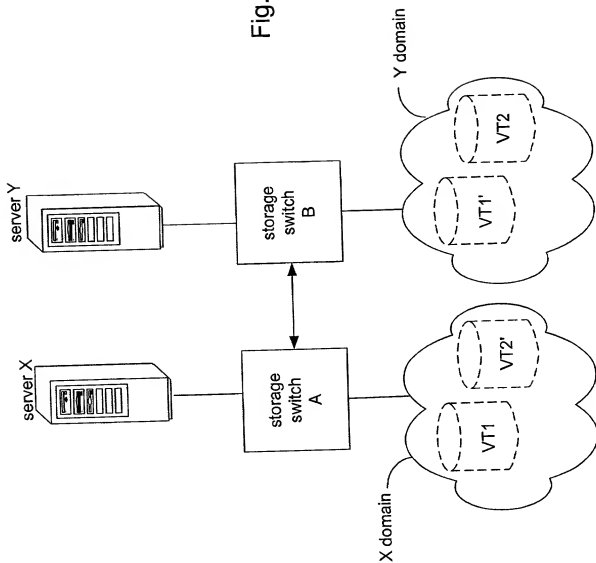 Fig.
server X
server Y
storage
switch
A
storage
switch
B
X domain
Y domain
VT1
VT2'
VT1'
VT2